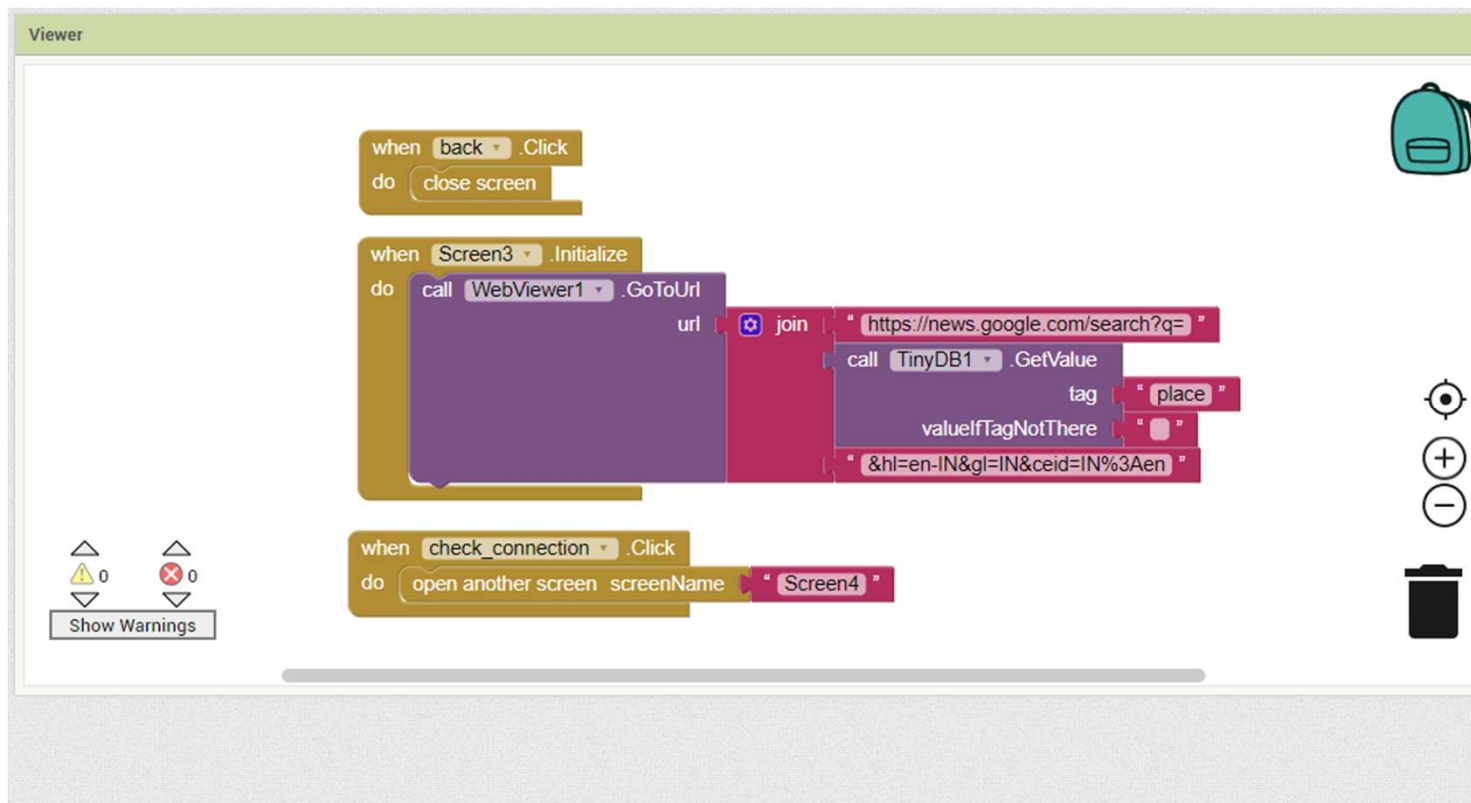 Viewer
when back .Click
do close screen
when Screen3 .Initialize
do call WebViewer1 .GoToUrl
url join " https://news.google.com/search?q= "
call TinyDB1 .GetValue
tag " place "
valueIfTagNotThere " "
" &hl=en-IN&gl=IN&ceid=IN%3Aen "
when check_connection .Click
do open another screen screenName " Screen4 "
0 0
Show Warnings